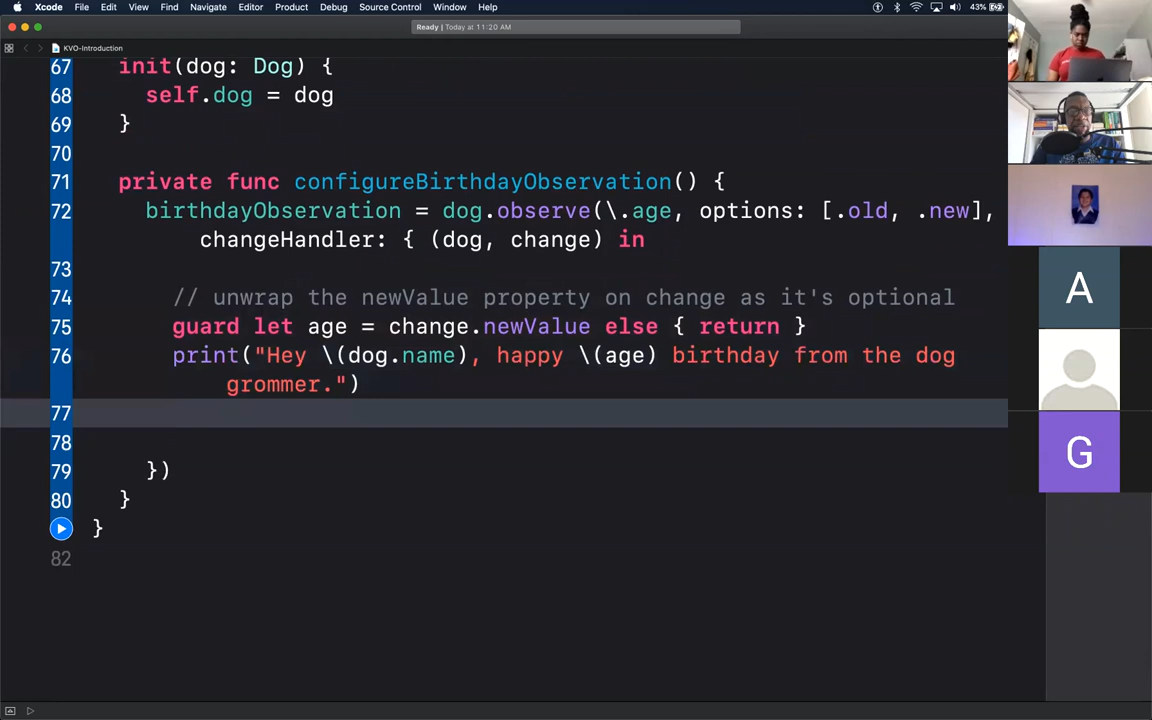 Xcode File Edit View Find Navigate Editor Product Debug Source Control Window Help 43%
Ready | Today at 11:20 AM
KVO-Introduction
67 init(dog: Dog) {
68 self.dog = dog
69 }
70
71 private func configureBirthdayObservation() {
72 birthdayObservation = dog.observe(\.age, options: [.old, .new],
changeHandler: { (dog, change) in
73
74 // unwrap the newValue property on change as it's optional
75 guard let age = change.newValue else { return }
76 print("Hey \(dog.name), happy \(age) birthday from the dog
grommer.")
77
78
79 })
80 }
}
82
A
G